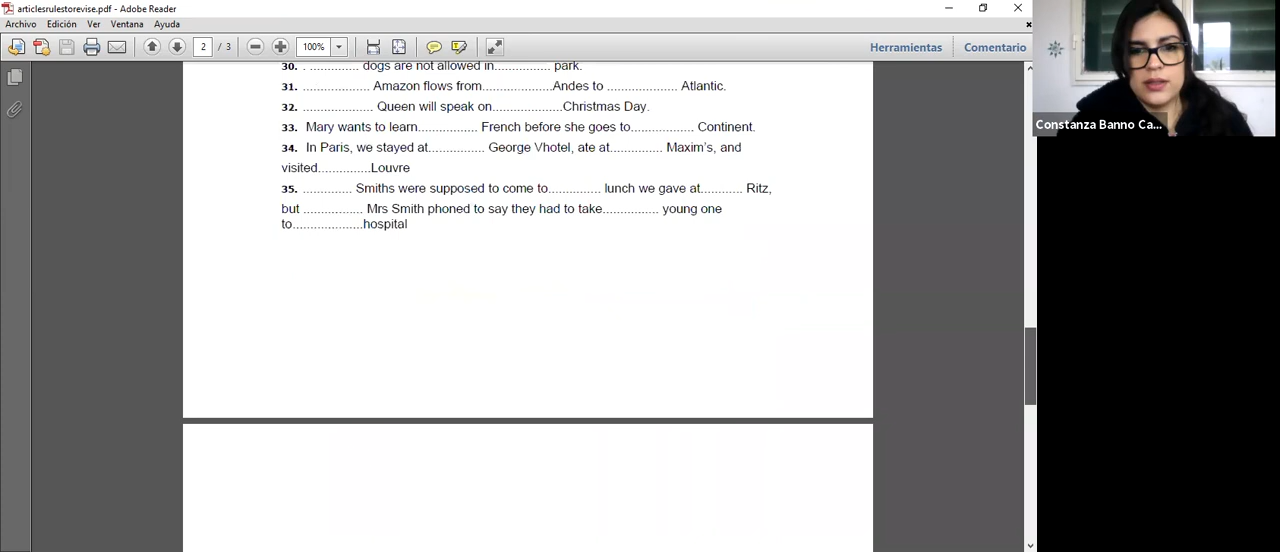 articlesrulestorevise.pdf - Adobe Reader
Archivo Edición Ver Ventana Ayuda
2 / 3 100% Herramientas Comentario
30. .............. dogs are not allowed in................ park.
31. .................... Amazon flows from.....................Andes to ..................... Atlantic.
32. ..................... Queen will speak on.....................Christmas Day.
33. Mary wants to learn.................. French before she goes to.................. Continent.
34. In Paris, we stayed at................ George Vhotel, ate at............... Maxim's, and
visited...............Louvre
35. .............. Smiths were supposed to come to............... lunch we gave at............ Ritz,
but ................. Mrs Smith phoned to say they had to take................ young one
to....................hospital
Constanza Banno Ca...